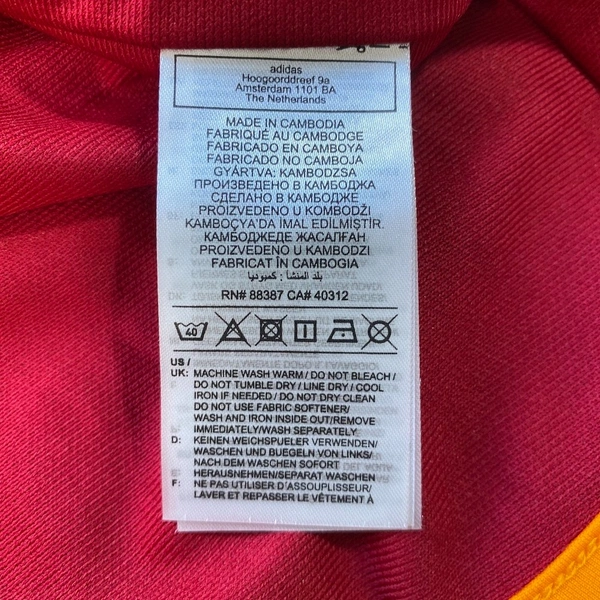 adidas
Hoogoorddreef 9a
Amsterdam 1101 BA
The Netherlands
MADE IN CAMBODIA
FABRIQUÉ AU CAMBODGE
FABRICADO EN CAMBOYA
FABRICADO NO CAMBOJA
GYÁRTVA: KAMBODZSA
ПРОИЗВЕДЕНО В КАМБОДЖА
СДЕЛАНО В КАМБОДЖЕ
PROIZVEDENO U KOMBODŽI
KAMBOÇYA'DA İMAL EDİLMİŞTİR.
КАМБОДЖЕДЕ ЖАСАЛҒАН
PROIZVEDENO U KAMBODZI
FABRICAT ÎN CAMBOGIA
بلد المنشأ : كمبوديا
RN# 88387 CA# 40312
40
US /
UK: MACHINE WASH WARM / DO NOT BLEACH /
DO NOT TUMBLE DRY / LINE DRY / COOL
IRON IF NEEDED / DO NOT DRY CLEAN
DO NOT USE FABRIC SOFTENER/
WASH AND IRON INSIDE OUT/REMOVE
IMMEDIATELY/WASH SEPARATELY
D: KEINEN WEICHSPUELER VERWENDEN/
WASCHEN UND BUEGELN VON LINKS/
NACH DEM WASCHEN SOFORT
HERAUSNEHMEN/SEPARAT WASCHEN
F: NE PAS UTILISER D'ASSOUPLISSEUR/
LAVER ET REPASSER LE VÊTEMENT À